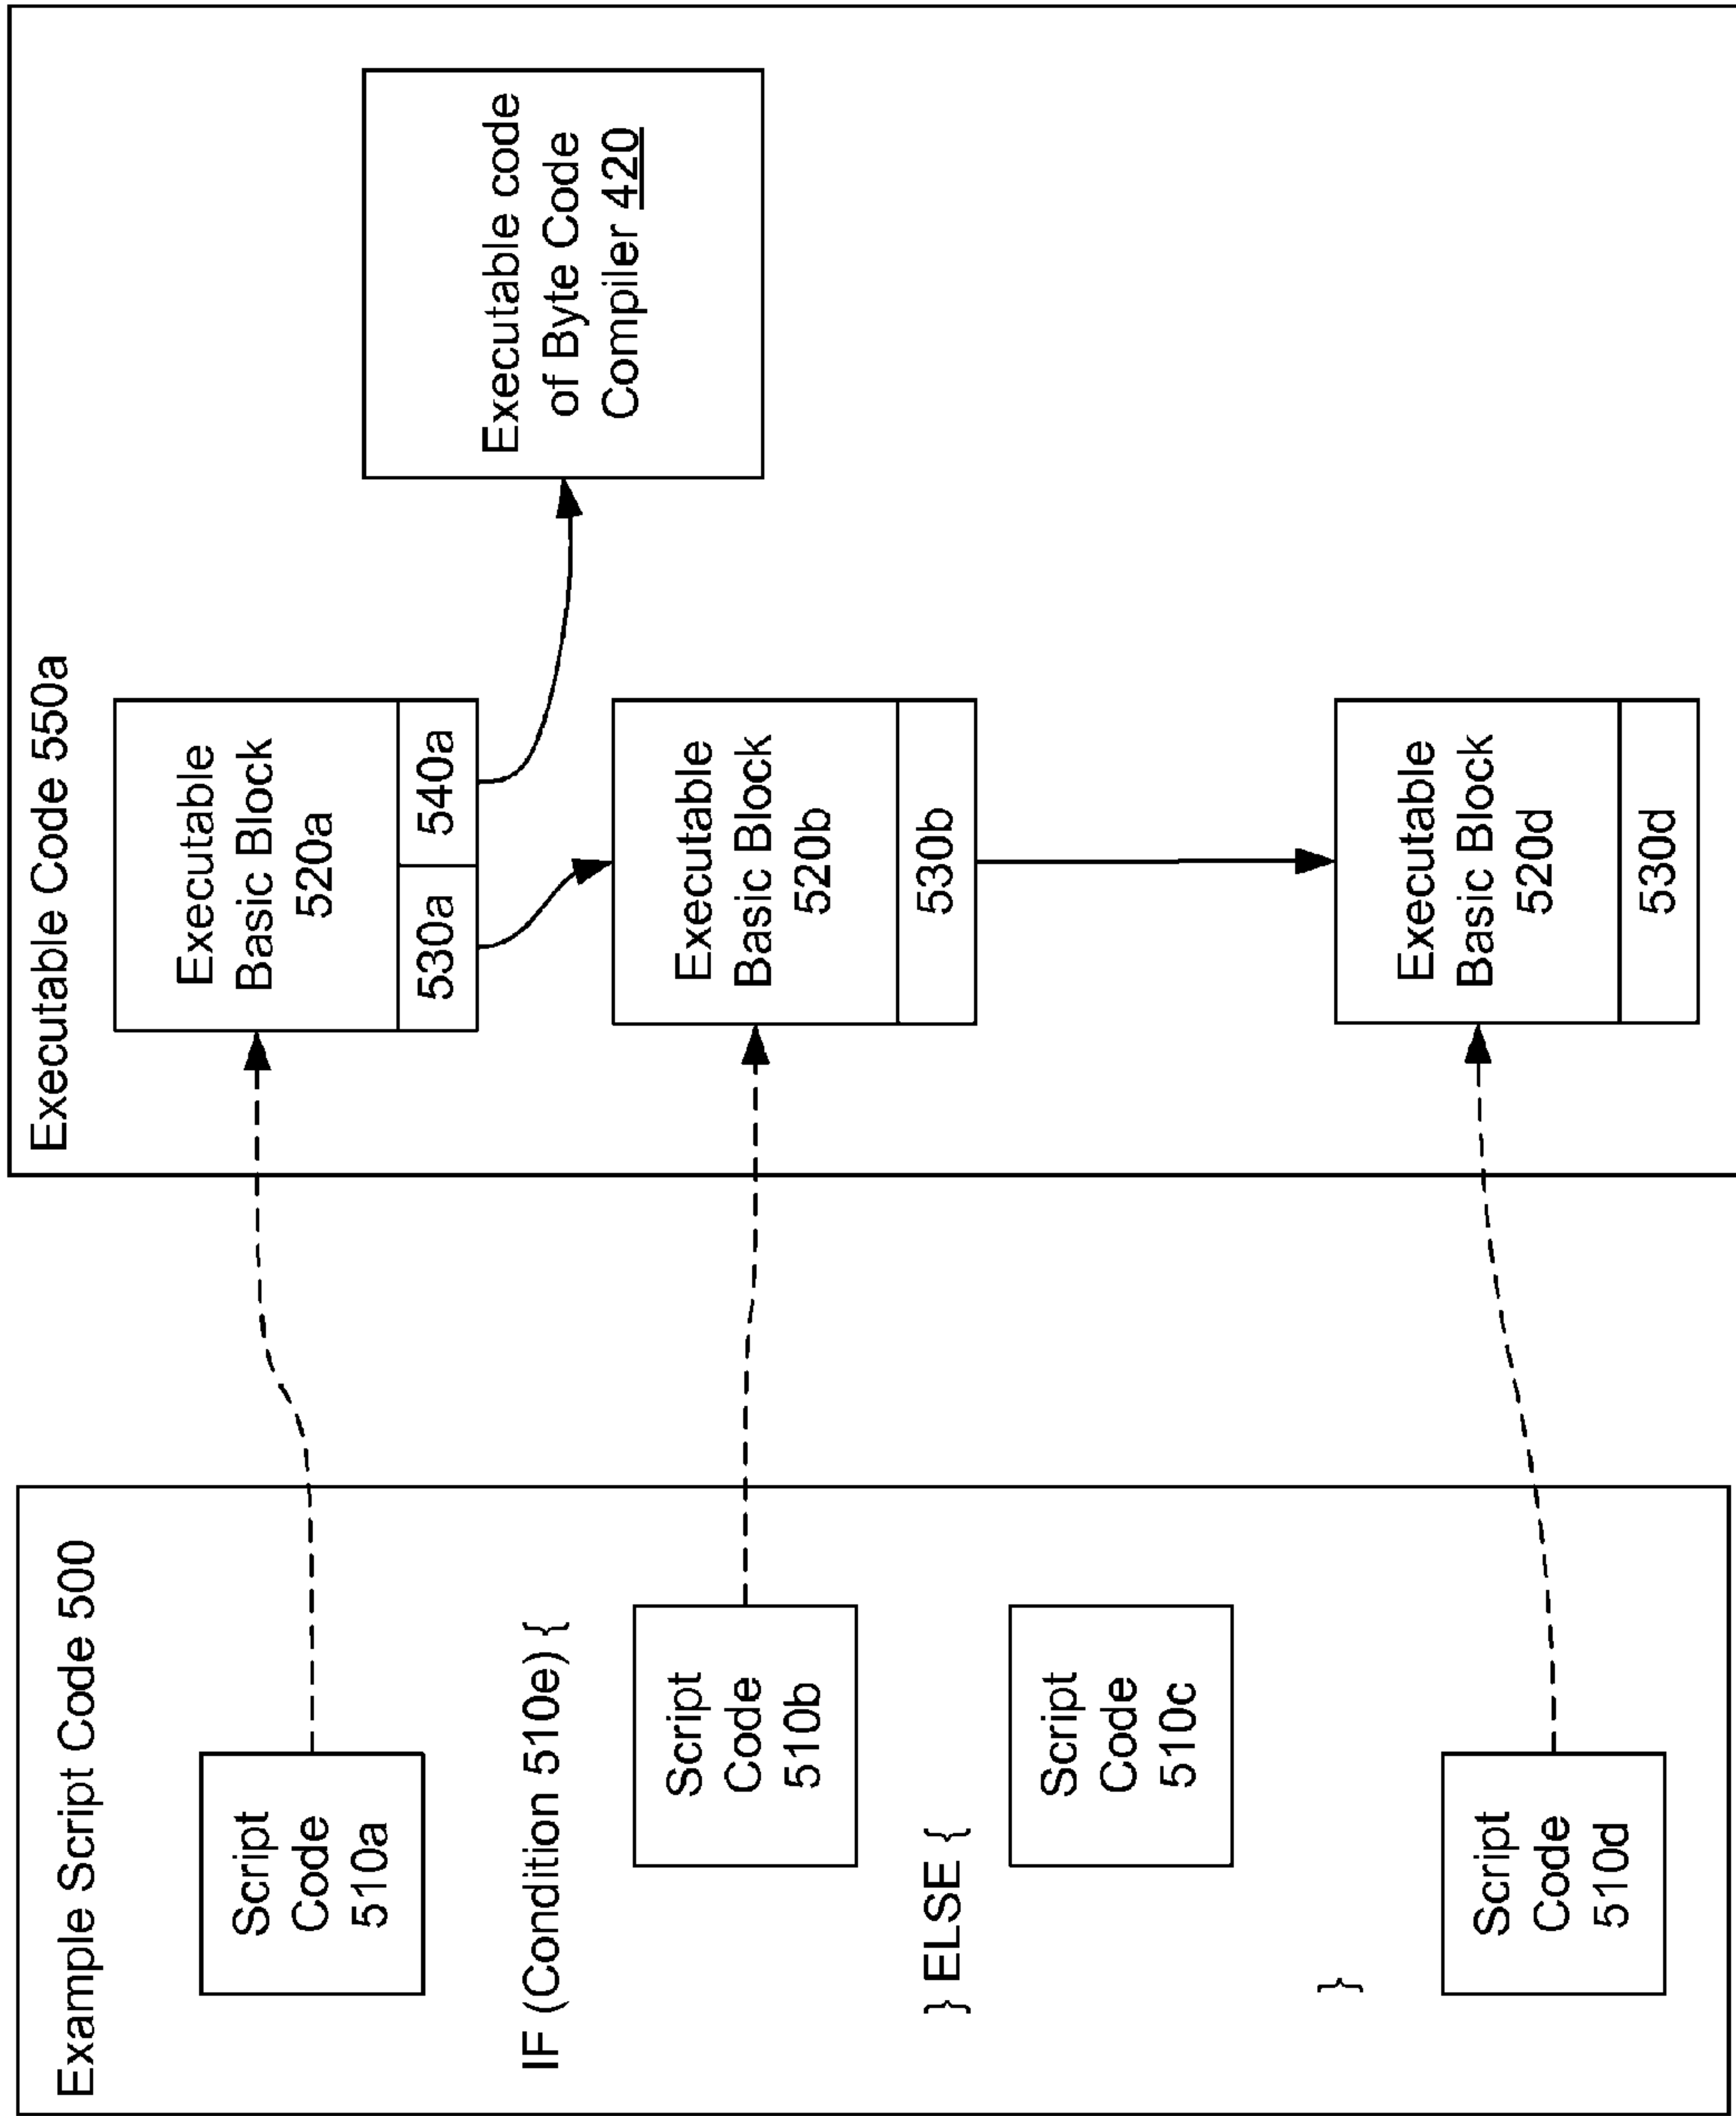 Example Script Code 500
Script
Code
510a
IF (Condition 510e) {
Script
Code
510b
} ELSE {
Script
Code
510c
}
Script
Code
510d
Executable Code 550a
Executable
Basic Block
520a
530a
540a
Executable code
of Byte Code
Compiler 420
Executable
Basic Block
520b
530b
Executable
Basic Block
520d
530d